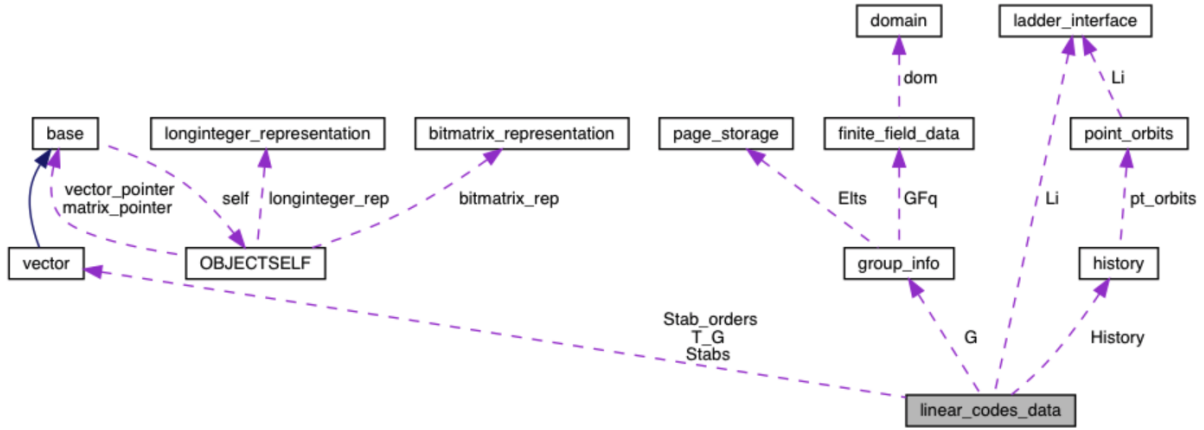 domain
ladder_interface
dom
Li
base
longinteger_representation
bitmatrix_representation
page_storage
finite_field_data
point_orbits
vector_pointer
matrix_pointer
self
longinteger_rep
bitmatrix_rep
Elts
GFq
Li
pt_orbits
vector
OBJECTSELF
group_info
history
Stab_orders
T_G
Stabs
G
History
linear_codes_data